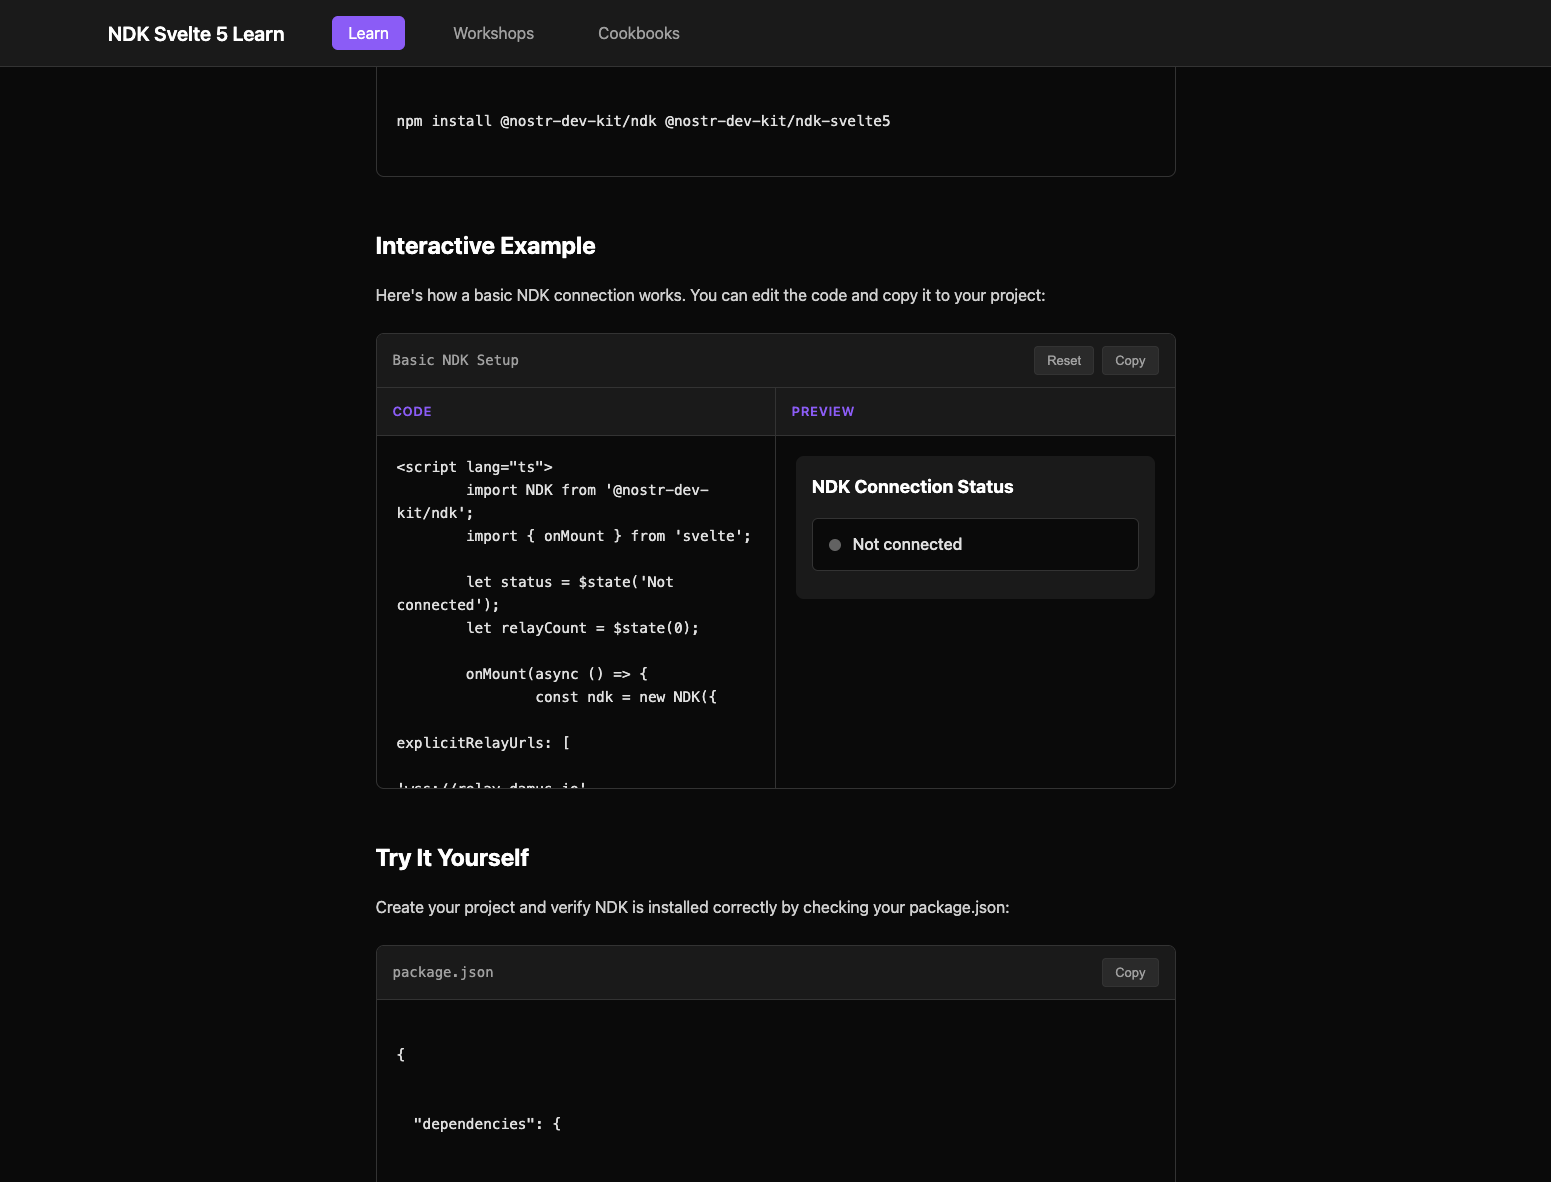 NDK Svelte 5 Learn
Learn
Workshops
Cookbooks
npm install @nostr-dev-kit/ndk @nostr-dev-kit/ndk-svelte5
Interactive Example
Here's how a basic NDK connection works. You can edit the code and copy it to your project:
Basic NDK Setup
Reset
Copy
CODE
<script lang="ts">
import NDK from '@nostr-dev-
kit/ndk';
import { onMount } from 'svelte';
let status = $state('Not
connected');
let relayCount = $state(0);
onMount(async () => {
const ndk = new NDK({
explicitRelayUrls: [
'wss://relay.damus.io'
PREVIEW
NDK Connection Status
Not connected
Try It Yourself
Create your project and verify NDK is installed correctly by checking your package.json:
package.json
Copy
{
"dependencies": {